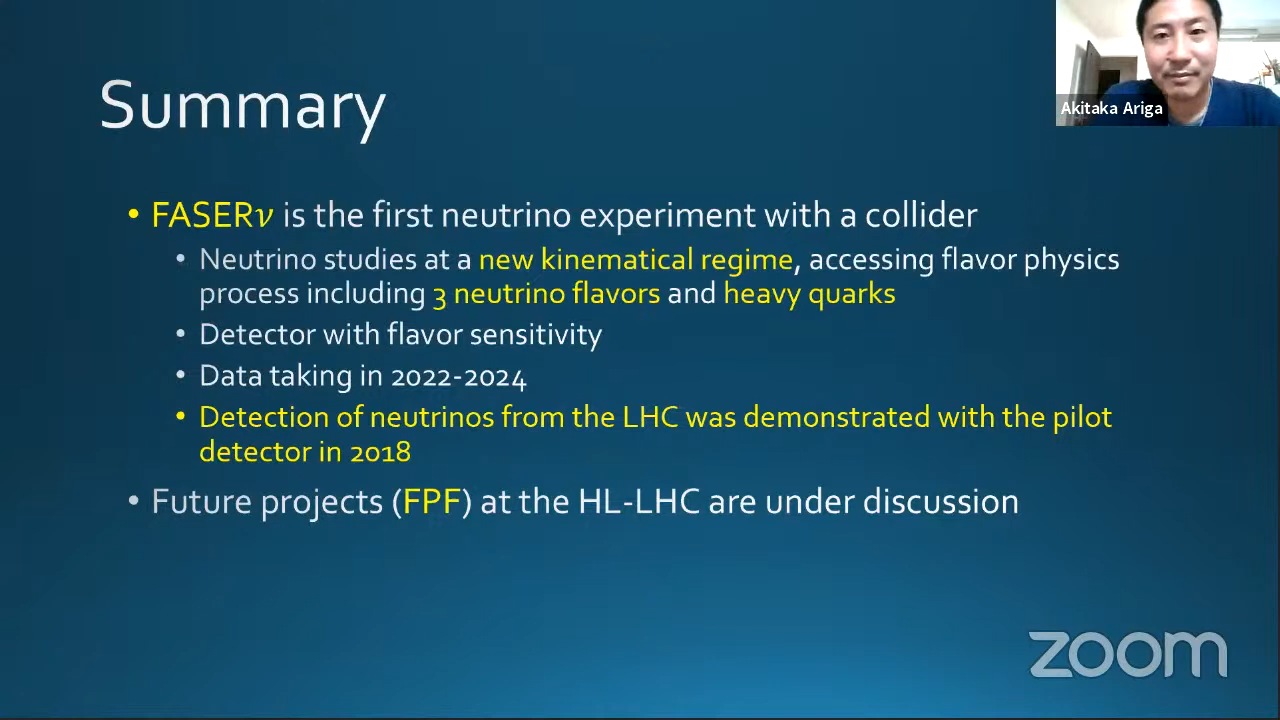 Akitaka Ariga
Summary
• FASERν is the first neutrino experiment with a collider
• Neutrino studies at a new kinematical regime, accessing flavor physics
process including 3 neutrino flavors and heavy quarks
• Detector with flavor sensitivity
• Data taking in 2022-2024
• Detection of neutrinos from the LHC was demonstrated with the pilot
detector in 2018
• Future projects (FPF) at the HL-LHC are under discussion
zoom